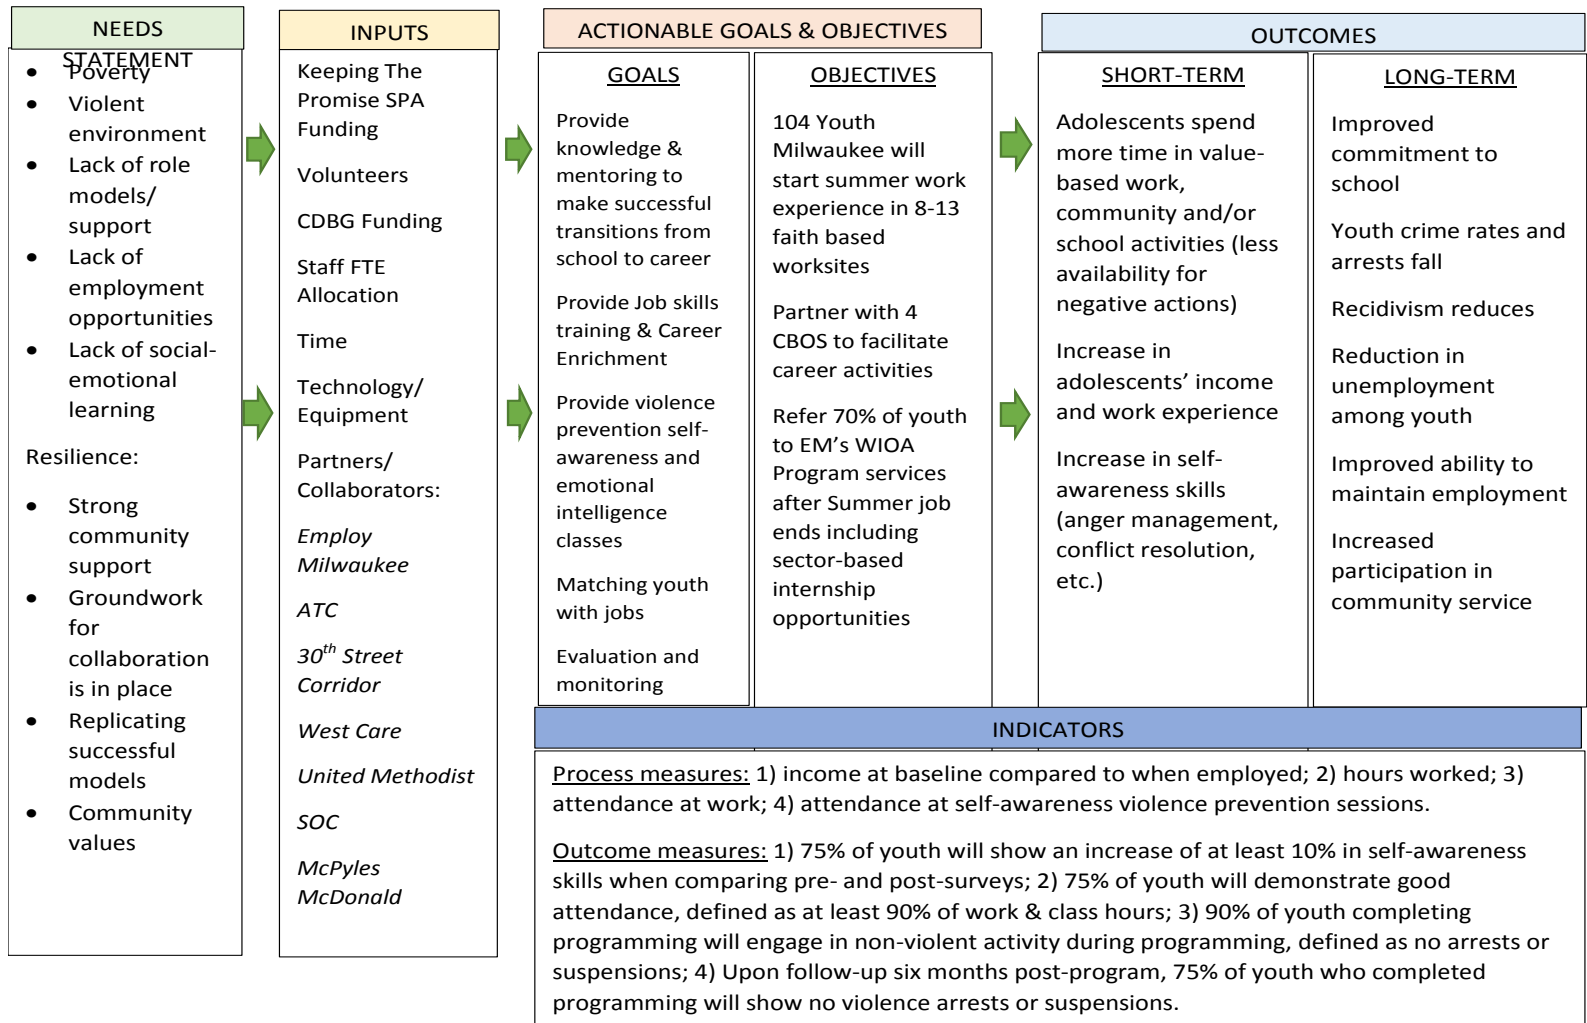 NEEDS
STATEMENT
• Poverty
• Violent
environment
• Lack of role
models/
support
• Lack of
employment
opportunities
• Lack of social-
emotional
learning
Resilience:
• Strong
community
support
• Groundwork
for
collaboration
is in place
• Replicating
successful
models
• Community
values
INPUTS
Keeping The
Promise SPA
Funding
Volunteers
CDBG Funding
Staff FTE
Allocation
Time
Technology/
Equipment
Partners/
Collaborators:
Employ
Milwaukee
ATC
30th Street
Corridor
West Care
United Methodist
SOC
McPyles
McDonald
ACTIONABLE GOALS & OBJECTIVES
GOALS
Provide
knowledge &
mentoring to
make successful
transitions from
school to career
Provide Job skills
training & Career
Enrichment
Provide violence
prevention self-
awareness and
emotional
intelligence
classes
Matching youth
with jobs
Evaluation and
monitoring
OBJECTIVES
104 Youth
Milwaukee will
start summer work
experience in 8-13
faith based
worksites
Partner with 4
CBOS to facilitate
career activities
Refer 70% of youth
to EM’s WIOA
Program services
after Summer job
ends including
sector-based
internship
opportunities
OUTCOMES
SHORT-TERM
Adolescents spend
more time in value-
based work,
community and/or
school activities (less
availability for
negative actions)
Increase in
adolescents’ income
and work experience
Increase in self-
awareness skills
(anger management,
conflict resolution,
etc.)
LONG-TERM
Improved
commitment to
school
Youth crime rates and
arrests fall
Recidivism reduces
Reduction in
unemployment
among youth
Improved ability to
maintain employment
Increased
participation in
community service
INDICATORS
Process measures: 1) income at baseline compared to when employed; 2) hours worked; 3)
attendance at work; 4) attendance at self-awareness violence prevention sessions.
Outcome measures: 1) 75% of youth will show an increase of at least 10% in self-awareness
skills when comparing pre- and post-surveys; 2) 75% of youth will demonstrate good
attendance, defined as at least 90% of work & class hours; 3) 90% of youth completing
programming will engage in non-violent activity during programming, defined as no arrests or
suspensions; 4) Upon follow-up six months post-program, 75% of youth who completed
programming will show no violence arrests or suspensions.